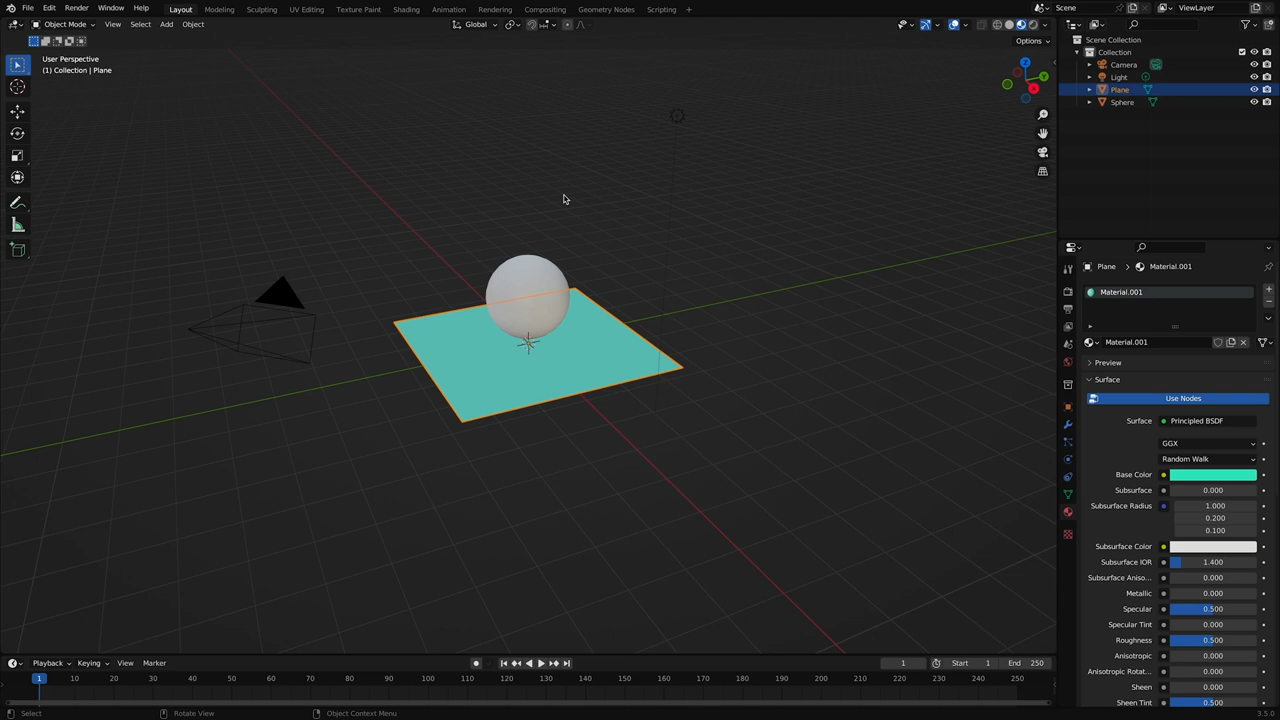 File Edit Render Window Help Layout Modeling Sculpting UV Editing Texture Paint Shading Animation Rendering Compositing Geometry Nodes Scripting + Scene ViewLayer
Object Mode View Select Add Object Global
Options
User Perspective
(1) Collection | Plane
Z
Y
X
Scene Collection
Collection
Camera
Light
Plane
Sphere
Plane > Material.001
Material.001
Material.001
Preview
Surface
Use Nodes
Surface Principled BSDF
GGX
Random Walk
Base Color
Subsurface 0.000
Subsurface Radius 1.000
0.200
0.100
Subsurface Color
Subsurface IOR 1.400
Subsurface Aniso... 0.000
Metallic 0.000
Specular 0.500
Specular Tint 0.000
Roughness 0.500
Anisotropic 0.000
Anisotropic Rotat... 0.000
Sheen 0.000
Sheen Tint 0.500
Playback Keying View Marker 1 Start 1 End 250
1 10 20 30 40 50 60 70 80 90 100 110 120 130 140 150 160 170 180 190 200 210 220 230 240 250
Select Rotate View Object Context Menu 3.5.0